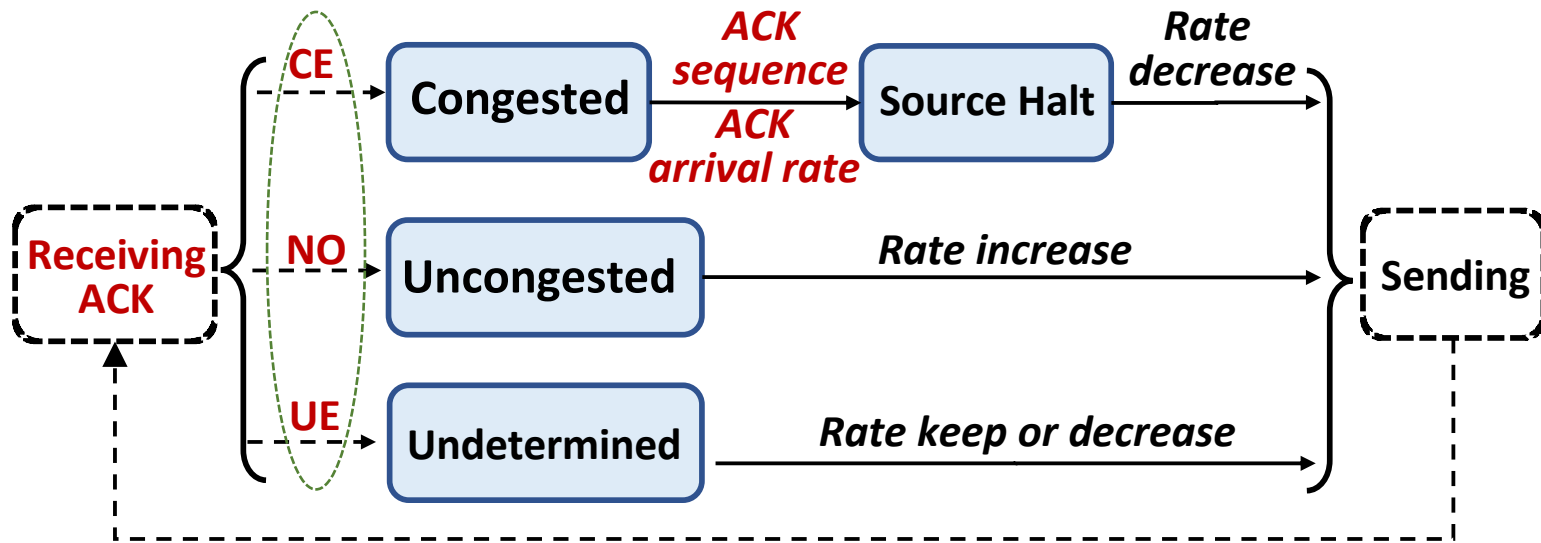 CE
Congested
ACK
sequence
ACK
arrival rate
Source Halt
Rate
decrease
Receiving
ACK
NO
Uncongested
Rate increase
Sending
UE
Undetermined
Rate keep or decrease